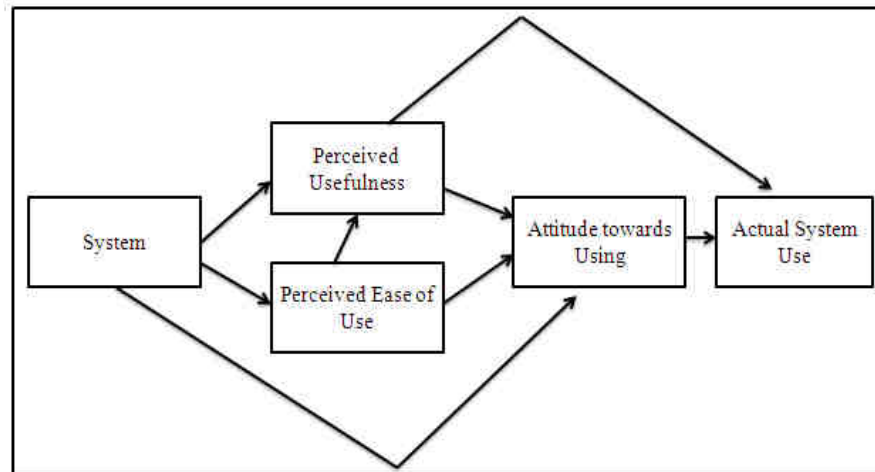 Perceived
Usefulness
System
Perceived Ease of
Use
Attitude towards
Using
Actual System
Use